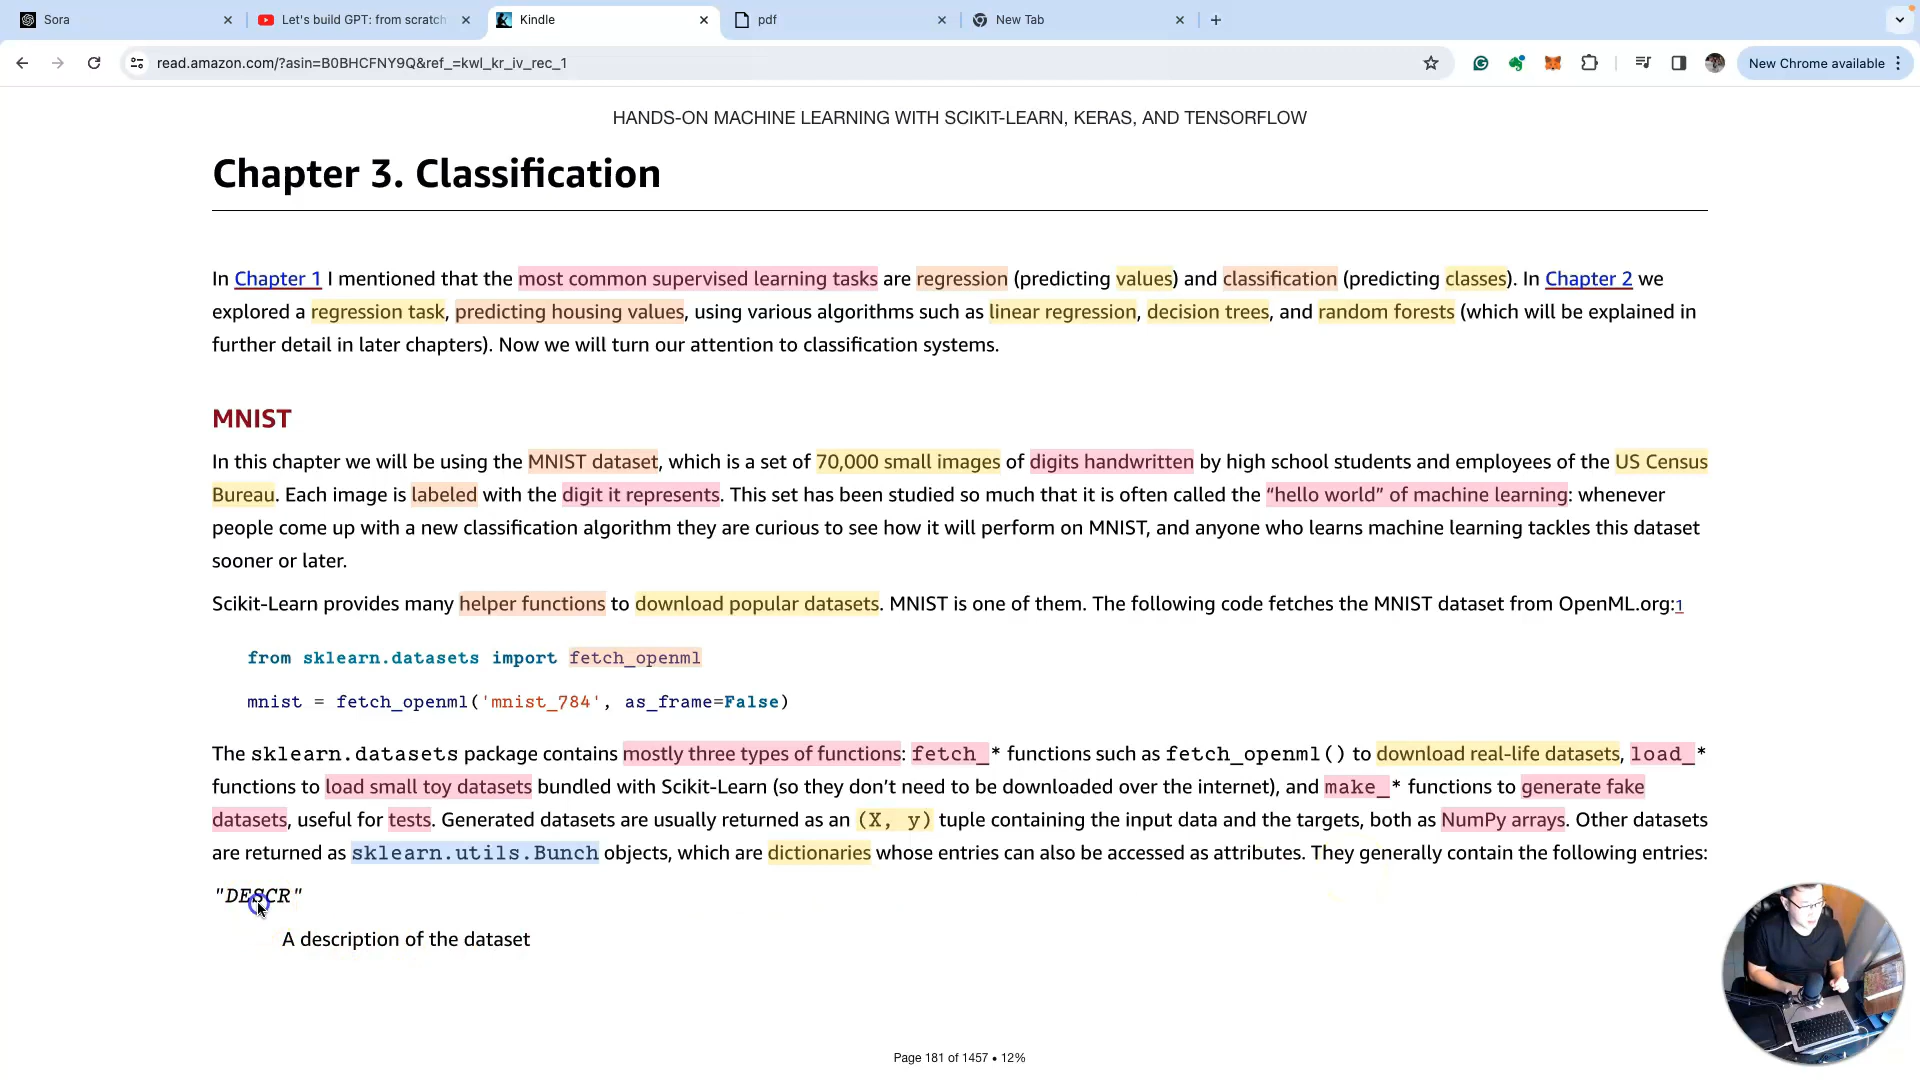 Sora
Let's build GPT: from scratch
Kindle
pdf
New Tab
read.amazon.com/?asin=B0BHCFNY9Q&ref_=kwl_kr_iv_rec_1
New Chrome available
HANDS-ON MACHINE LEARNING WITH SCIKIT-LEARN, KERAS, AND TENSORFLOW
Chapter 3. Classification
In Chapter 1 I mentioned that the most common supervised learning tasks are regression (predicting values) and classification (predicting classes). In Chapter 2 we
explored a regression task, predicting housing values, using various algorithms such as linear regression, decision trees, and random forests (which will be explained in
further detail in later chapters). Now we will turn our attention to classification systems.
MNIST
In this chapter we will be using the MNIST dataset, which is a set of 70,000 small images of digits handwritten by high school students and employees of the US Census
Bureau. Each image is labeled with the digit it represents. This set has been studied so much that it is often called the “hello world” of machine learning: whenever
people come up with a new classification algorithm they are curious to see how it will perform on MNIST, and anyone who learns machine learning tackles this dataset
sooner or later.
Scikit-Learn provides many helper functions to download popular datasets. MNIST is one of them. The following code fetches the MNIST dataset from OpenML.org:1
from sklearn.datasets import fetch_openml
mnist = fetch_openml('mnist_784', as_frame=False)
The sklearn.datasets package contains mostly three types of functions: fetch_* functions such as fetch_openml() to download real-life datasets, load_*
functions to load small toy datasets bundled with Scikit-Learn (so they don’t need to be downloaded over the internet), and make_* functions to generate fake
datasets, useful for tests. Generated datasets are usually returned as an (X, y) tuple containing the input data and the targets, both as NumPy arrays. Other datasets
are returned as sklearn.utils.Bunch objects, which are dictionaries whose entries can also be accessed as attributes. They generally contain the following entries:
"DESCR"
A description of the dataset
Page 181 of 1457 • 12%